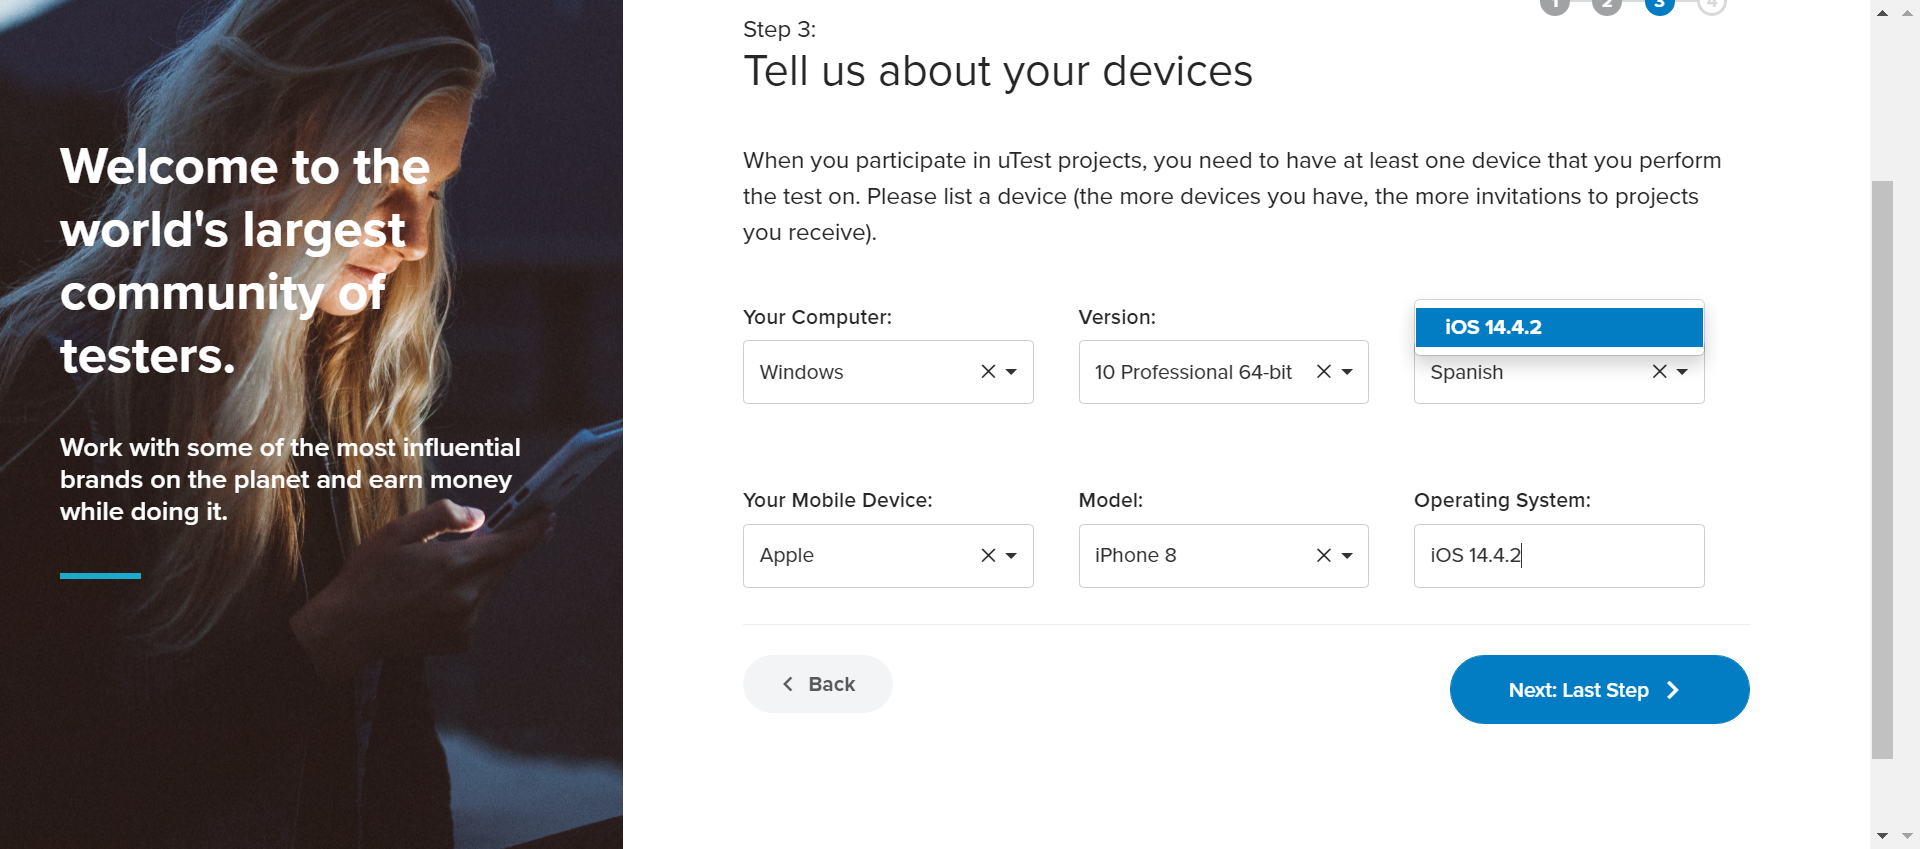 Welcome to the
world's largest
community of
testers.
Work with some of the most influential
brands on the planet and earn money
while doing it.
1 2 3 4
Step 3:
Tell us about your devices
When you participate in uTest projects, you need to have at least one device that you perform
the test on. Please list a device (the more devices you have, the more invitations to projects
you receive).
Your Computer: Version:
iOS 14.4.2
Windows 10 Professional 64-bit Spanish
Your Mobile Device: Model: Operating System:
Apple iPhone 8 iOS 14.4.2
Back Next: Last Step